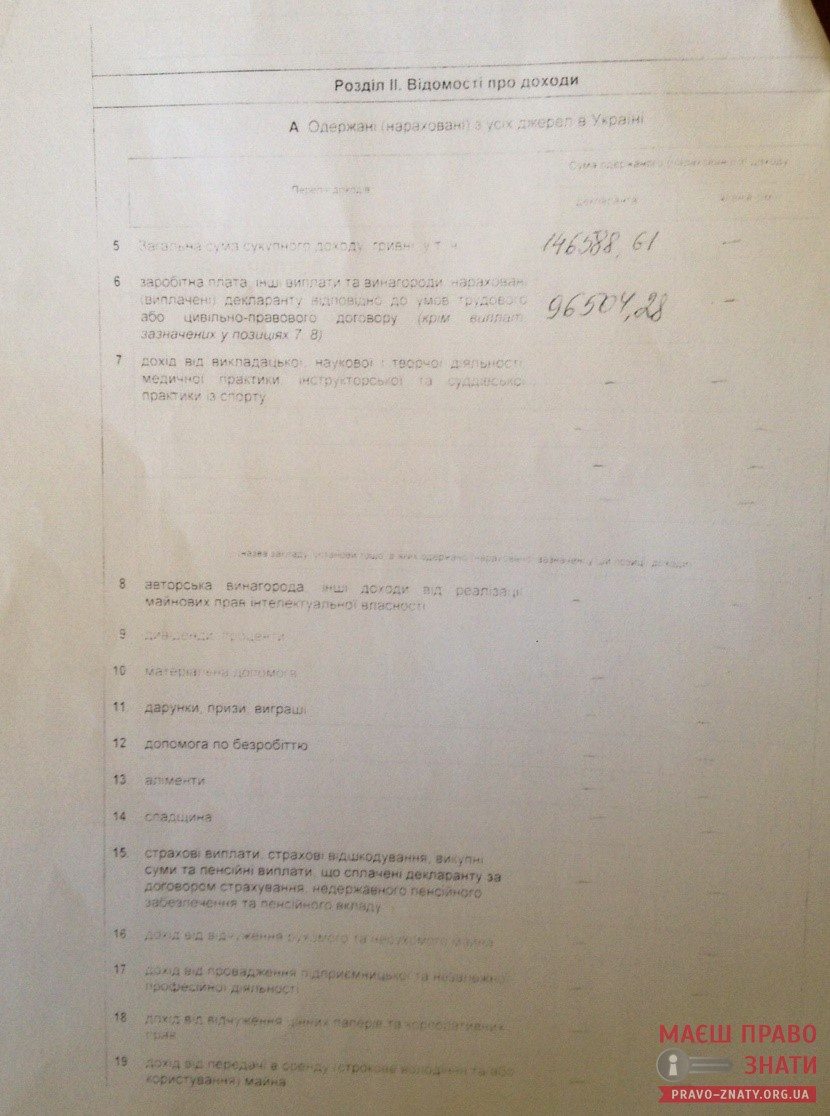 Розділ ІІ. Відомості про доходи
А. Одержані (нараховані) з усіх джерел в Україні
Перелік доходів
Сума одержаного (нарахованого) доходу
декларанта
членів сім'ї
5 Загальна сума сукупного доходу, гривні, у т. ч.
146588,61 –
6 заробітна плата, інші виплати та винагороди, нараховані
(виплачені) декларанту відповідно до умов трудового
або цивільно-правового договору (крім виплат,
зазначених у позиціях 7, 8)
96504,28 –
7 дохід від викладацької, наукової і творчої діяльності,
медичної практики, інструкторської та суддівської
практики із спорту
– –
– –
– –
–
(назва закладу, установи тощо, в яких одержано (нараховано) зазначені у цій позиції доходи)
8 авторська винагорода, інші доходи від реалізації
майнових прав інтелектуальної власності
–
9 дивіденди, проценти
10 матеріальна допомога
11 дарунки, призи, виграші
12 допомога по безробіттю
13 аліменти
14 спадщина
15 страхові виплати, страхові відшкодування, викупні
суми та пенсійні виплати, що сплачені декларанту за
договором страхування, недержавного пенсійного
забезпечення та пенсійного вкладу
16 дохід від відчуження рухомого та нерухомого майна
17 дохід від провадження підприємницької та незалежної
професійної діяльності
18 дохід від відчуження цінних паперів та корпоративних
прав
19 дохід від передачі в оренду (строкове володіння та/або
користування) майна
МАЄШ ПРАВО
ЗНАТИ
PRAVO-ZNATY.ORG.UA